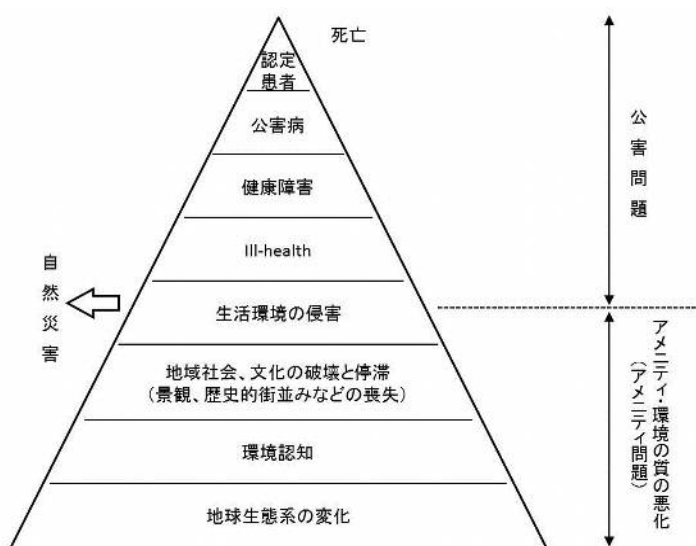 死亡
認定
患者
公害病
健康障害
Ill-health
生活環境の侵害
地域社会、文化の破壊と停滞
(景観、歴史的街並みなどの喪失)
環境認知
地球生態系の変化
自然災害
公害問題
アメニティ・環境の質の悪化
(アメニティ問題)